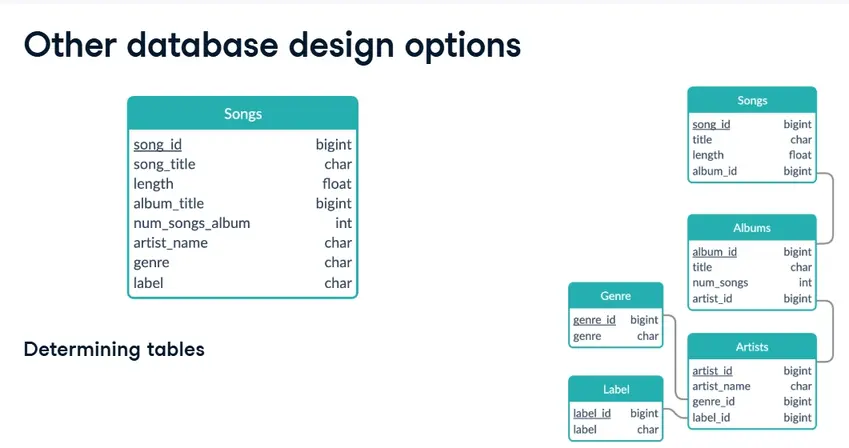 Other database design options
Songs
song_id bigint
song_title char
length float
album_title bigint
num_songs_album int
artist_name char
genre char
label char
Determining tables
Songs
song_id bigint
title char
length float
album_id bigint
Albums
album_id bigint
title char
num_songs int
artist_id bigint
Genre
genre_id bigint
genre char
Label
label_id bigint
label char
Artists
artist_id bigint
artist_name char
genre_id bigint
label_id bigint